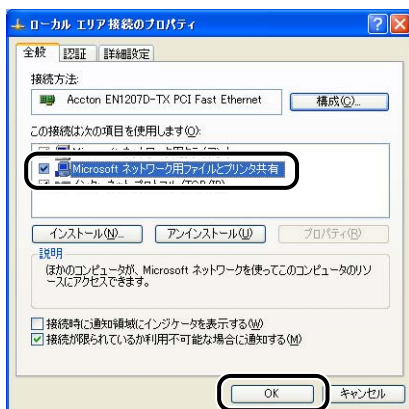 ローカル エリア接続のプロパティ
全般 認証 詳細設定
接続方法:
Accton EN1207D-TX PCI Fast Ethernet 構成(C)...
この接続は次の項目を使用します(O):
Microsoft ネットワーク用ファイルとプリンタ共有
インストール(N)... アンインストール(U) プロパティ(R)
説明
ほかのコンピュータが、Microsoft ネットワークを使ってこのコンピュータのリソ
ースにアクセスできます。
接続時に通知領域にインジケータを表示する(W)
接続が限られているか利用不可能な場合に通知する(M)
OK キャンセル